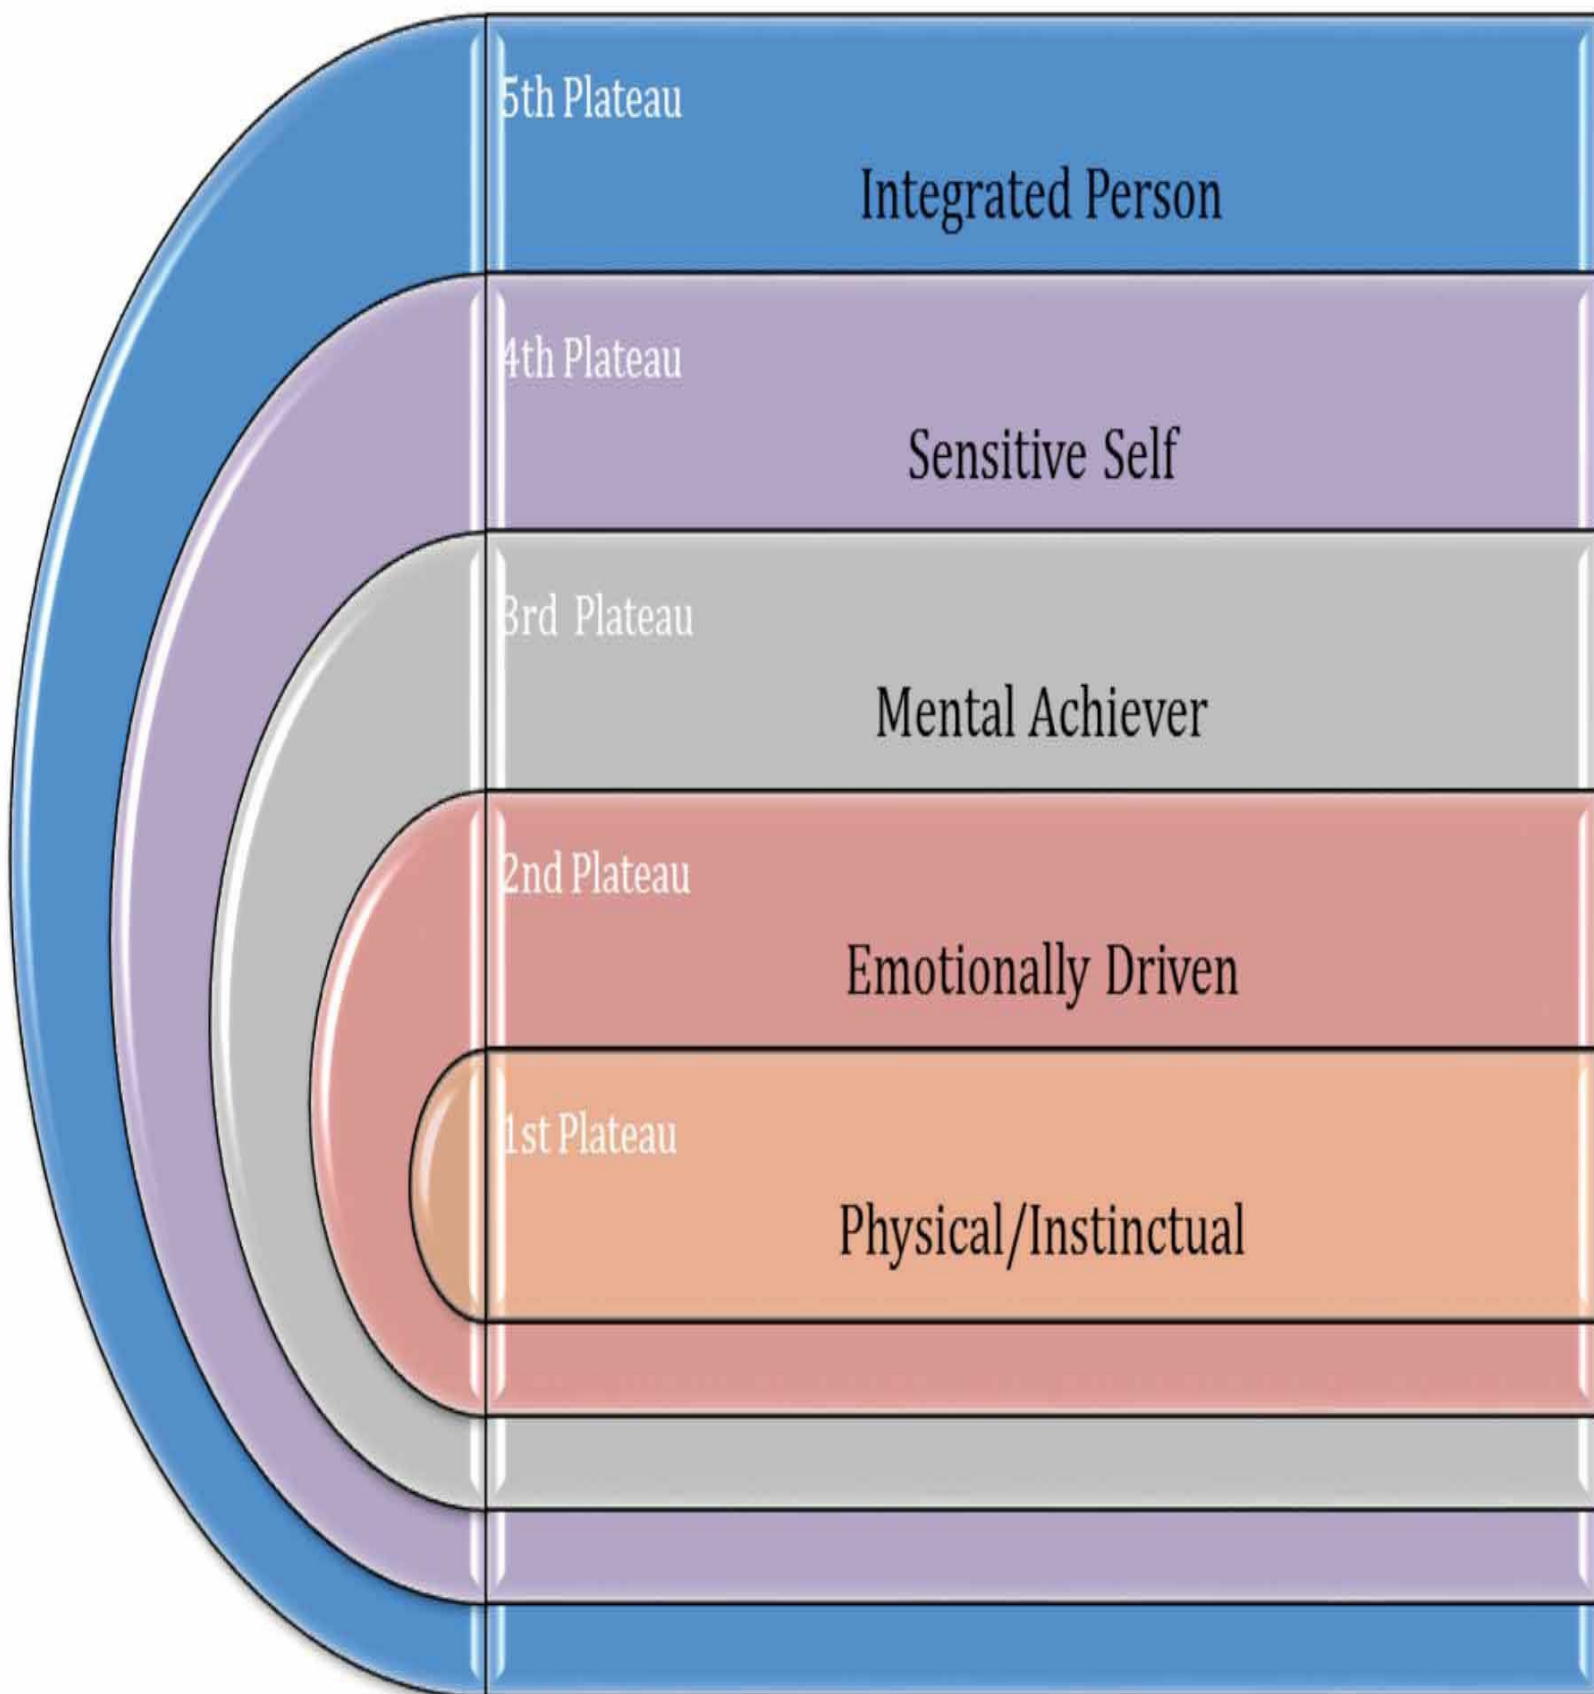 5th Plateau
Integrated Person
4th Plateau
Sensitive Self
3rd Plateau
Mental Achiever
2nd Plateau
Emotionally Driven
1st Plateau
Physical/Instinctual